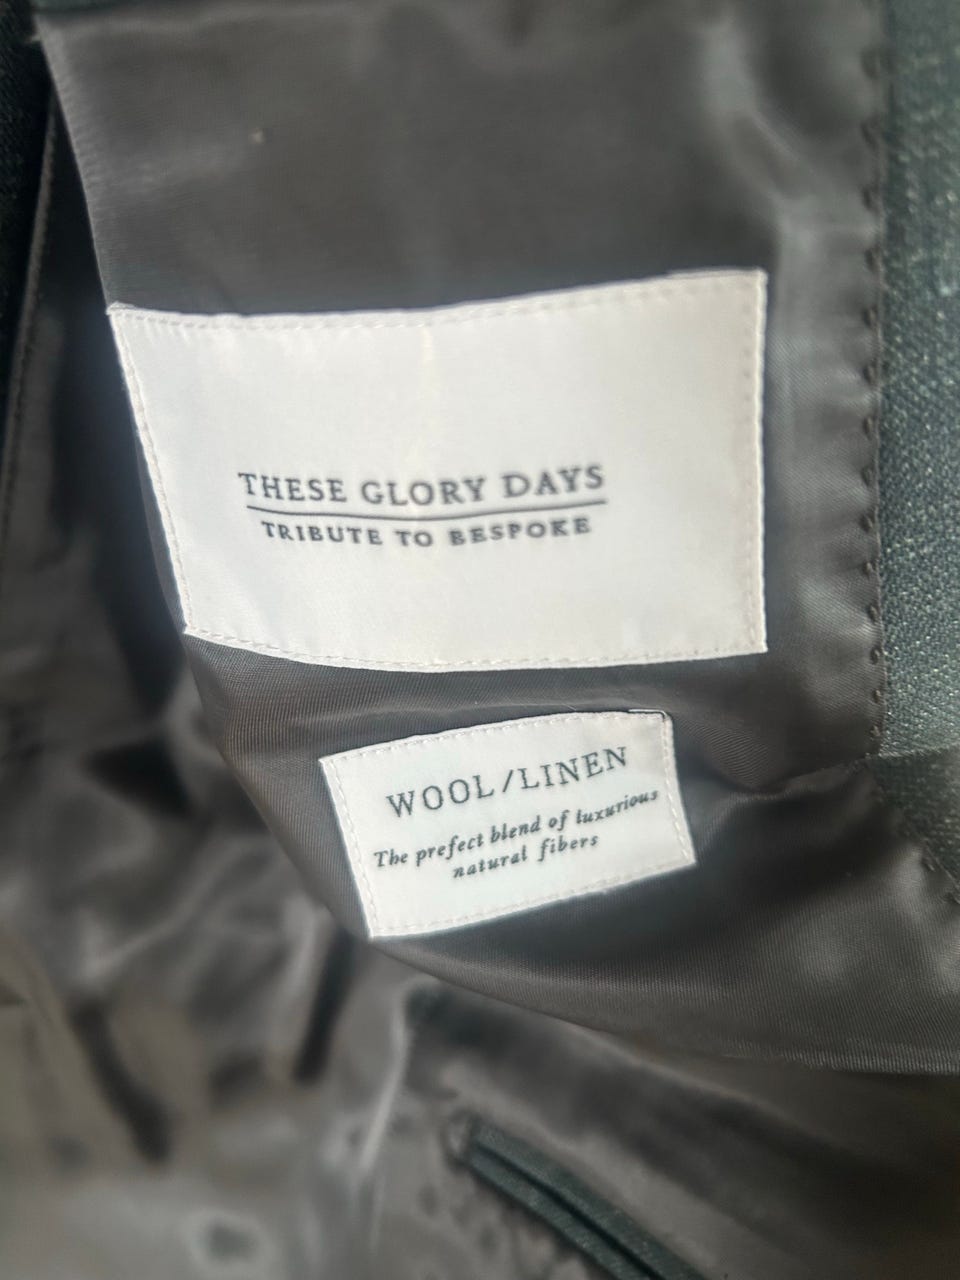 THESE GLORY DAYS
TRIBUTE TO BESPOKE
WOOL/LINEN
The prefect blend of luxurious
natural fibers